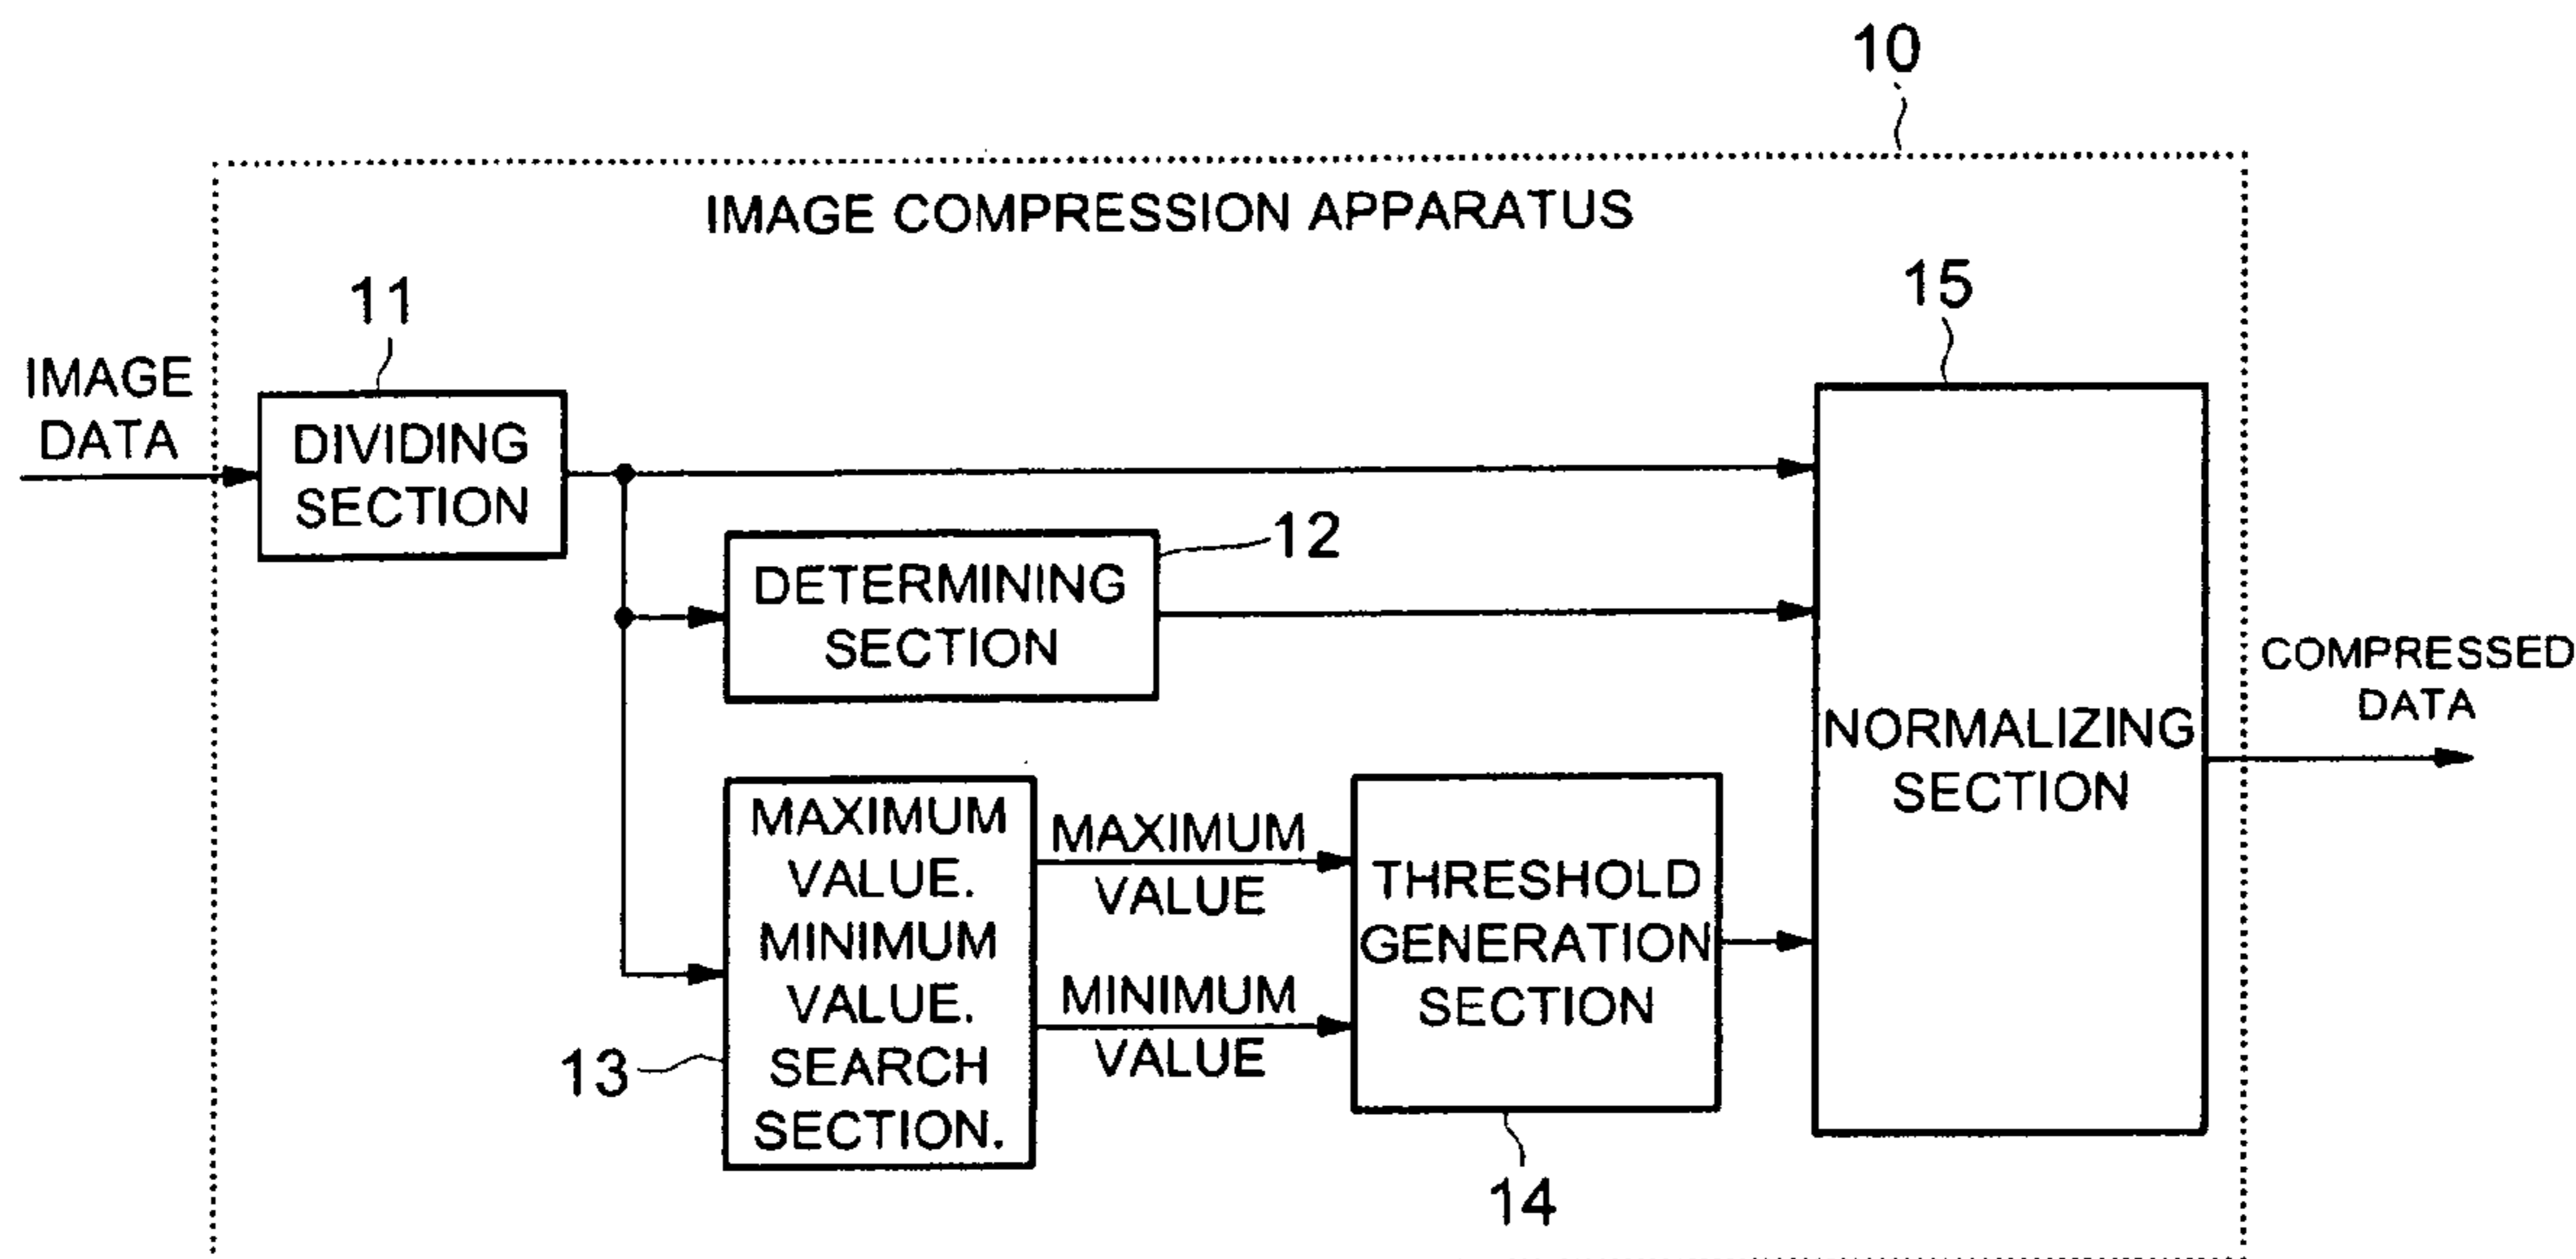 10
IMAGE COMPRESSION APPARATUS
11
15
IMAGE
DATA
DIVIDING
SECTION
12
DETERMINING
SECTION
COMPRESSED
DATA
NORMALIZING
SECTION
MAXIMUM
VALUE.
MINIMUM
VALUE.
SEARCH
SECTION.
13
MAXIMUM
VALUE
MINIMUM
VALUE
THRESHOLD
GENERATION
SECTION
14